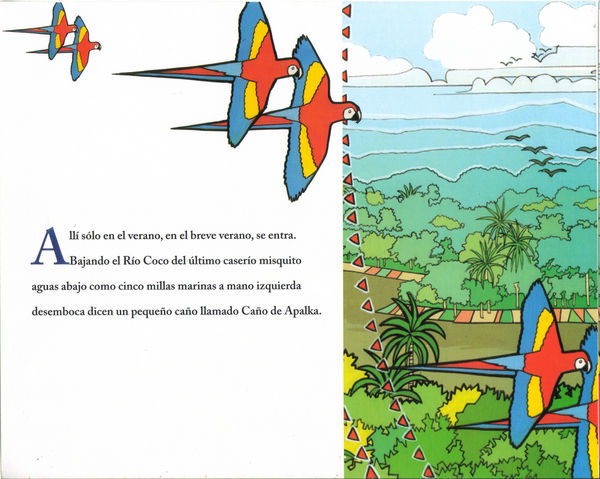 Allí sólo en el verano, en el breve verano, se entra.
Bajando el Río Coco del último caserío misquito
aguas abajo como cinco millas marinas a mano izquierda
desemboca dicen un pequeño caño llamado Caño de Apalka.